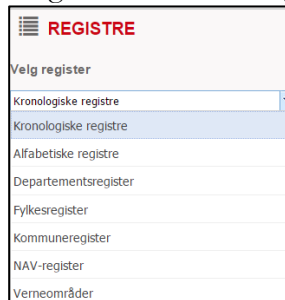 REGISTRE
Velg register
Kronologiske registre
Kronologiske registre
Alfabetiske registre
Departementsregister
Fylkesregister
Kommuneregister
NAV-register
Verneområder